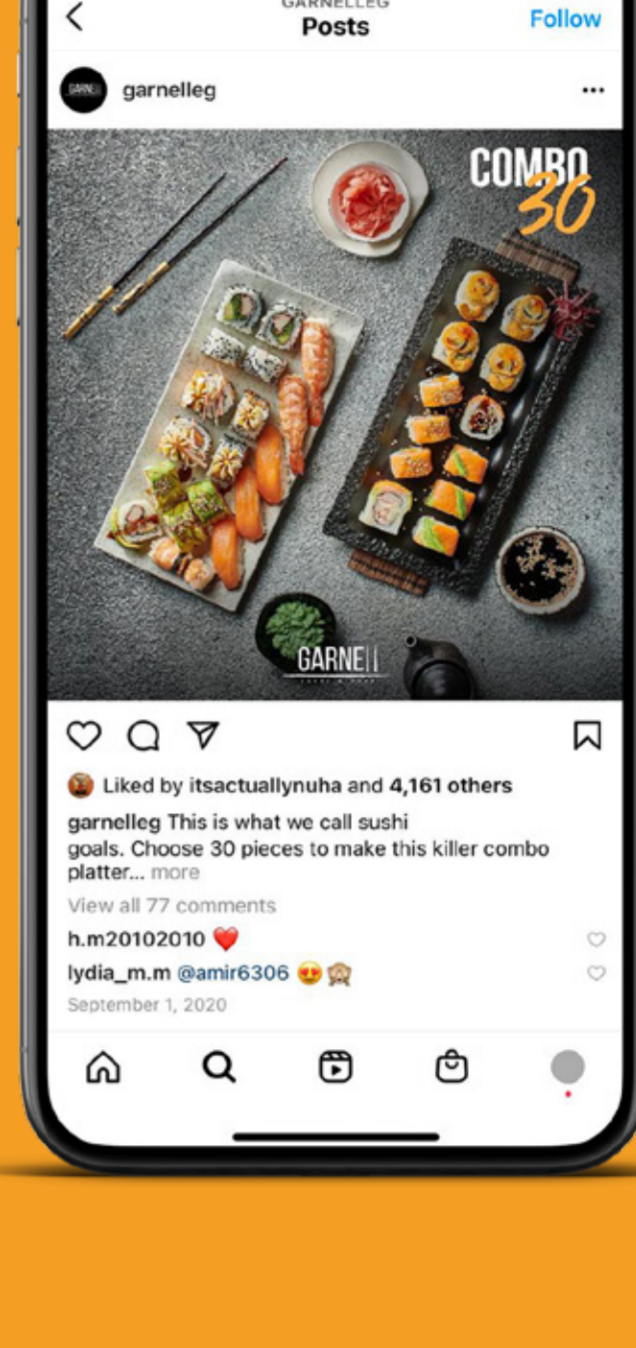 GARNELLEG
Posts
Follow
garnelleg
COMBO
30
GARNELL
Liked by itsactuallynuha and 4,161 others
garnelleg This is what we call sushi
goals. Choose 30 pieces to make this killer combo
platter... more
View all 77 comments
h.m20102010 ❤️
lydia_m.m @amir6306 😍🙈
September 1, 2020